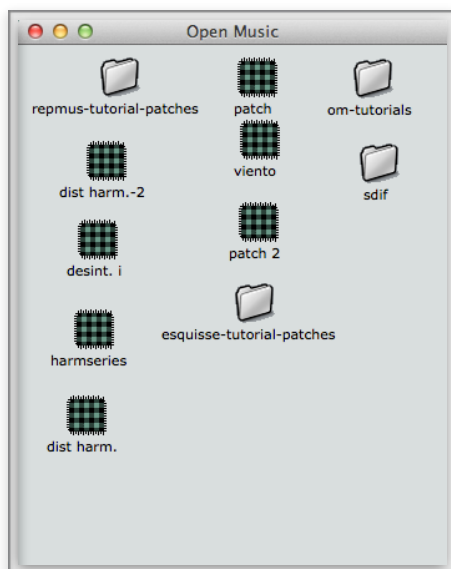 Open Music
repmus-tutorial-patches
patch
om-tutorials
dist harm.-2
viento
sdif
desint. i
patch 2
harmseries
esquisse-tutorial-patches
dist harm.